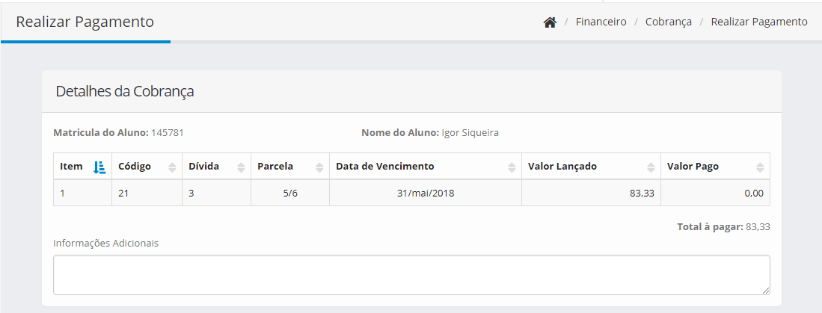 Realizar Pagamento
/ Financeiro / Cobrança / Realizar Pagamento
Detalhes da Cobrança
Matricula do Aluno: 145781 Nome do Aluno: Igor Siqueira
Item Código Dívida Parcela Data de Vencimento Valor Lançado Valor Pago
1 21 3 5/6 31/mai/2018 83.33 0.00
Total à pagar: 83,33
Informações Adicionais